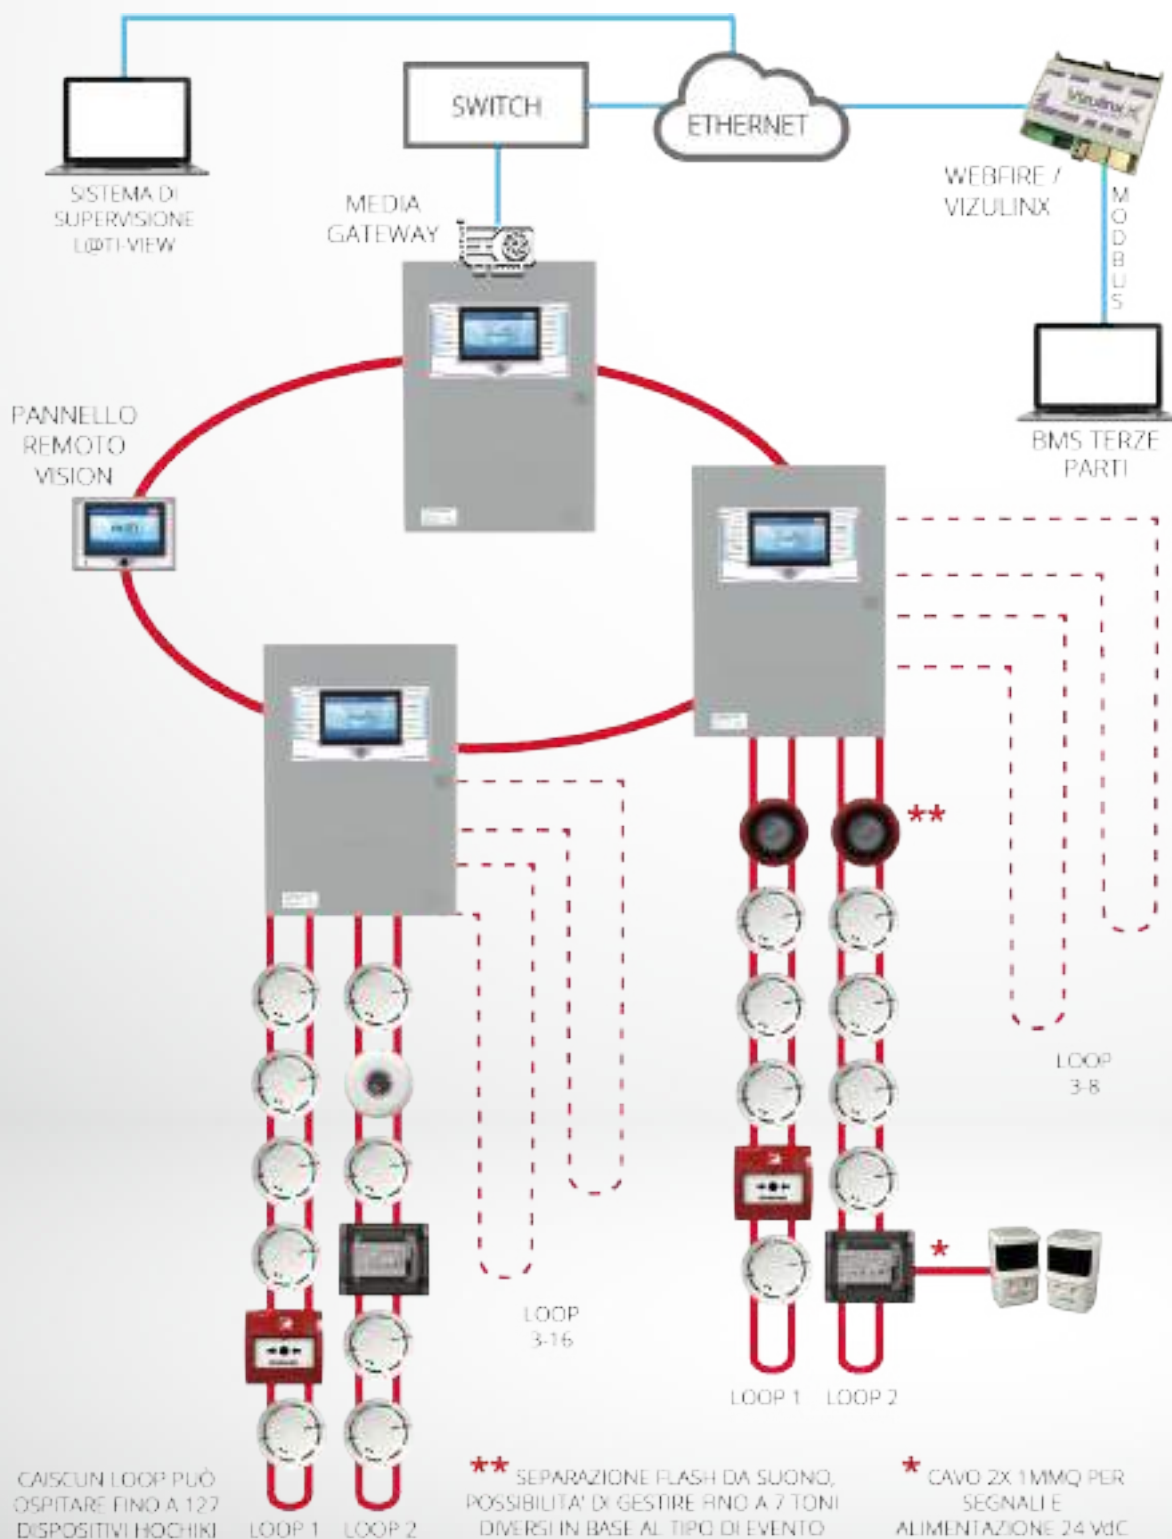 SWITCH
ETHERNET
Vizulinx
SISTEMA DI
SUPERVISIONE
L@TI-VIEW
MEDIA
GATEWAY
WEBFIRE /
VIZULINX
MODBUS
PANNELLO
REMOTO
VISION
BMS TERZE
PARTI
**
LOOP
3-8
*
LOOP
3-16
LOOP 1
LOOP 2
CAISCUN LOOP PUÒ
OSPITARE FINO A 127
DISPOSITIVI HOCHIKI
LOOP 1
LOOP 2
** SEPARAZIONE FLASH DA SUONO,
POSSIBILITA' DI GESTIRE FINO A 7 TONI
DIVERSI IN BASE AL TIPO DI EVENTO
* CAVO 2X 1MMQ PER
SEGNALI E
ALIMENTAZIONE 24 VdC